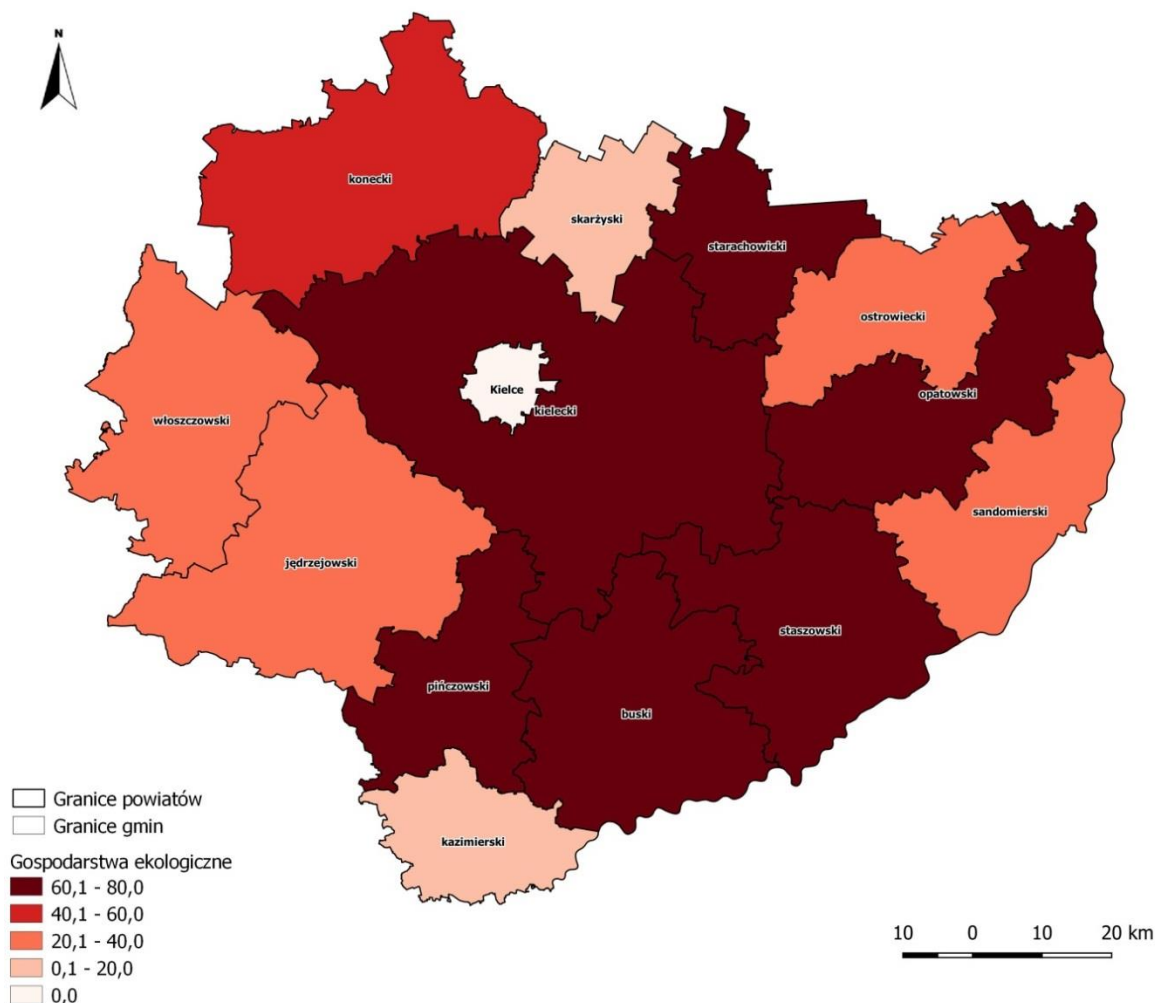 N
konecki
skarżyski
starachowicki
ostrowiecki
Kielce
kielecki
opatowski
włoszczowski
sandomierski
jędrzejowski
staszowski
pińczowski
buski
kazimierski
Granice powiatów
Granice gmin
Gospodarstwa ekologiczne
60,1 - 80,0
40,1 - 60,0
20,1 - 40,0
0,1 - 20,0
0,0
10 0 10 20 km